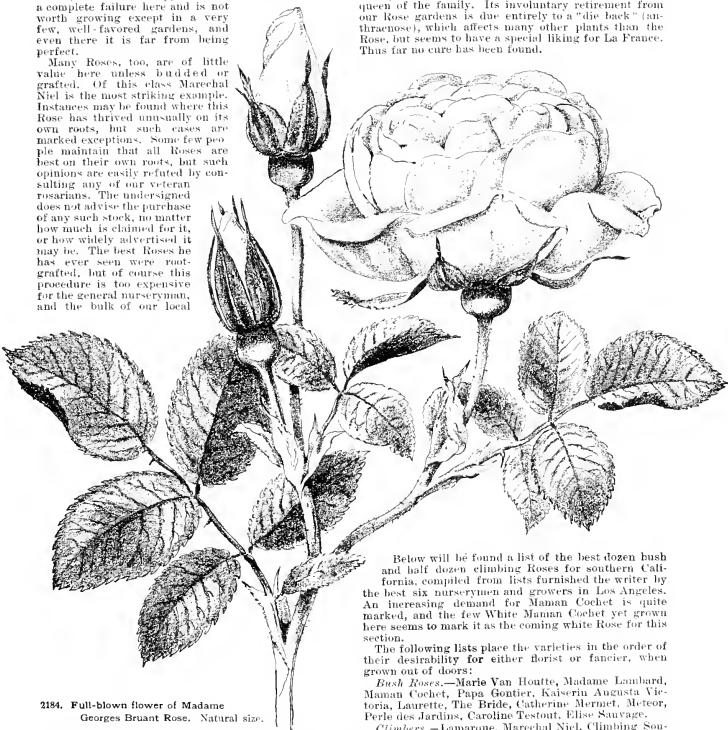 a complete failure here and is not
worth growing except in a very
few, well-favored gardens, and
even there it is far from being
perfect.
Many Roses, too, are of little
value here unless budded or
grafted. Of this class Marechal
Niel is the most striking example.
Instances may be found where this
Rose has thrived unusually on its
own roots, but such cases are
marked exceptions. Some few peo-
ple maintain that all Roses are
best on their own roots, but such
opinions are easily refuted by con-
sulting any of our veteran
rosarians. The undersigned
does not advise the purchase
of any such stock, no matter
how much is claimed for it,
or how widely advertised it
may be. The best Roses he
has ever seen were root-
grafted, but of course this
procedure is too expensive
for the general nurseryman,
and the bulk of our local
2184. Full-blown flower of Madame
Georges Bruant Rose. Natural size.
queen of the family. Its involuntary retirement from
our Rose gardens is due entirely to a "die back" (an-
thracnose), which affects many other plants than the
Rose, but seems to have a special liking for La France.
Thus far no cure has been found.
Below will be found a list of the best dozen bush
and half dozen climbing Roses for southern Cali-
fornia, compiled from lists furnished the writer by
the best six nurserymen and growers in Los Angeles.
An increasing demand for Maman Cochet is quite
marked, and the few White Maman Cochet yet grown
here seems to mark it as the coming white Rose for this
section.
The following lists place the varieties in the order of
their desirability for either florist or fancier, when
grown out of doors:
Bush Roses.—Marie Van Houtte, Madame Lambard,
Maman Cochet, Papa Gontier, Kaiserin Augusta Vic-
toria, Laurette, The Bride, Catherine Mermet, Meteor,
Perle des Jardins, Caroline Testout, Elise Sauvage.
Climbers.—Lamarque, Marechal Niel, Climbing Sou-